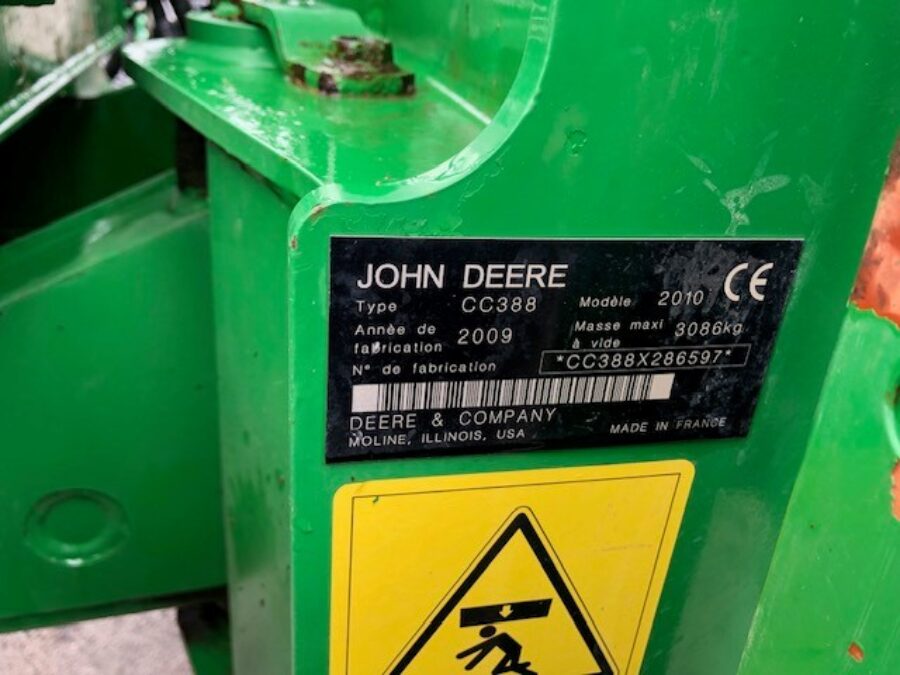 JOHN DEERE CE
Type CC388 Modèle 2010
Année de fabrication 2009 Masse maxi à vide 3086kg
N° de fabrication *CC388X286597*
DEERE & COMPANY
MOLINE, ILLINOIS, USA MADE IN FRANCE